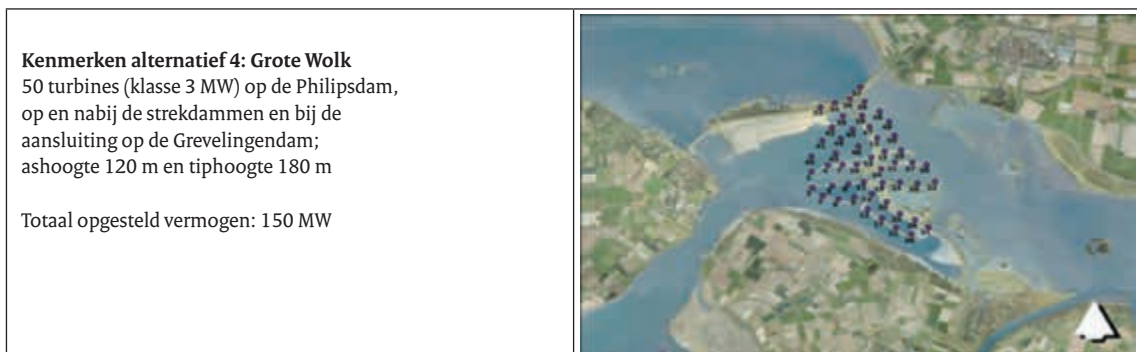 Kenmerken alternatief 4: Grote Wolk
50 turbines (klasse 3 MW) op de Philipsdam,
op en nabij de strekdammen en bij de
aansluiting op de Grevelingendam;
ashoogte 120 m en tiphoogte 180 m
Totaal opgesteld vermogen: 150 MW